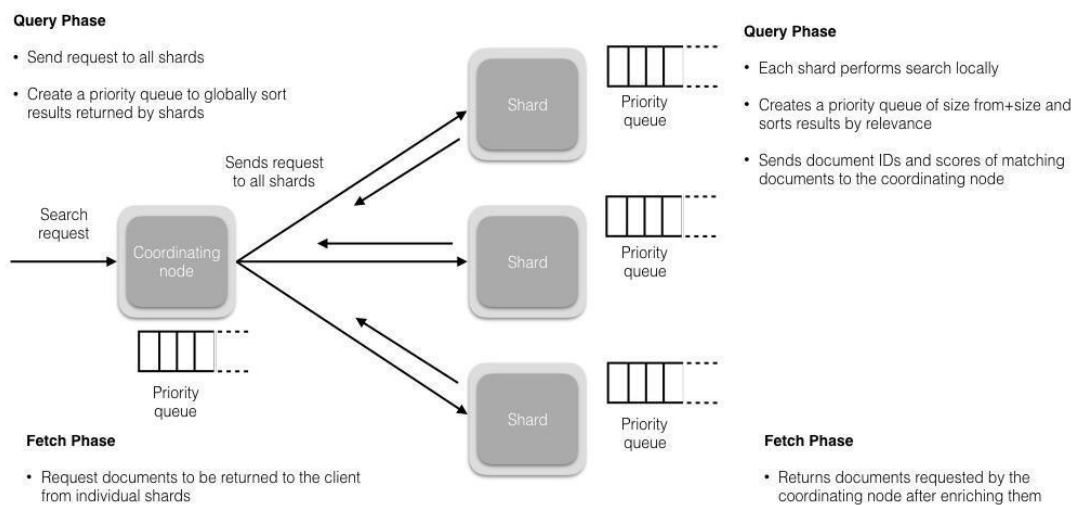 Query Phase
• Send request to all shards
• Create a priority queue to globally sort
results returned by shards
Search
request
Coordinating
node
Priority
queue
Sends request
to all shards
Shard
Priority
queue
Shard
Priority
queue
Shard
Priority
queue
Query Phase
• Each shard performs search locally
• Creates a priority queue of size from+size and
sorts results by relevance
• Sends document IDs and scores of matching
documents to the coordinating node
Fetch Phase
• Request documents to be returned to the client
from individual shards
Fetch Phase
• Returns documents requested by the
coordinating node after enriching them